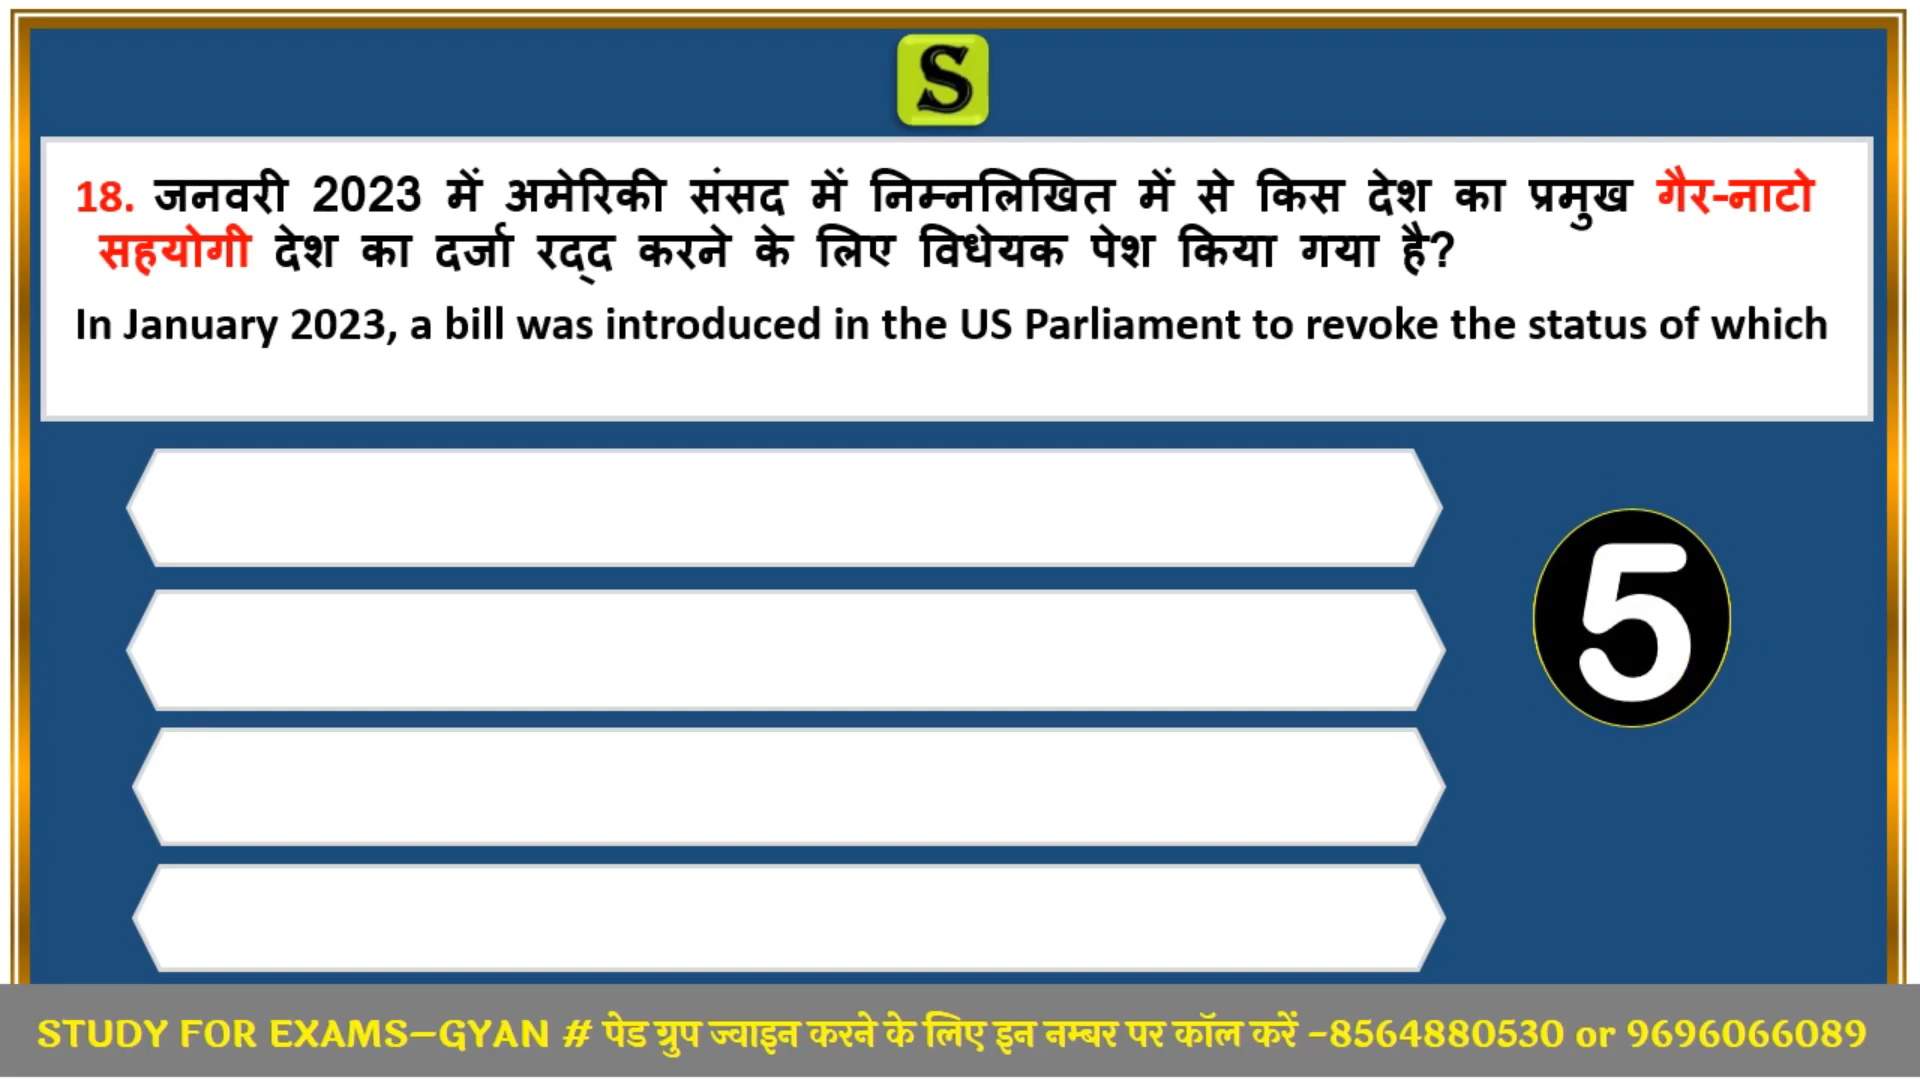 S
18. जनवरी 2023 में अमेरिकी संसद में निम्नलिखित में से किस देश का प्रमुख गैर-नाटो
सहयोगी देश का दर्जा रद्द करने के लिए विधेयक पेश किया गया है?
In January 2023, a bill was introduced in the US Parliament to revoke the status of which
5
STUDY FOR EXAMS–GYAN # पेड ग्रुप ज्वाइन करने के लिए इन नम्बर पर कॉल करें -8564880530 or 9696066089